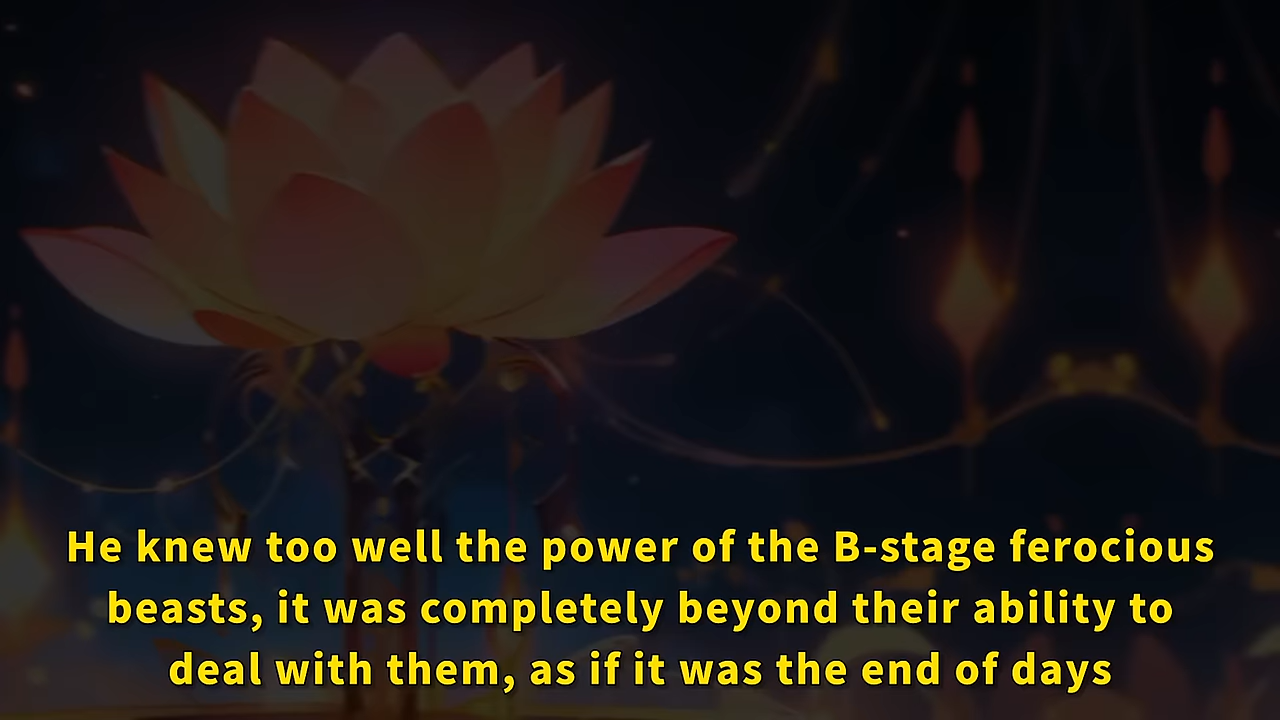 He knew too well the power of the B-stage ferocious
beasts, it was completely beyond their ability to
deal with them, as if it was the end of days